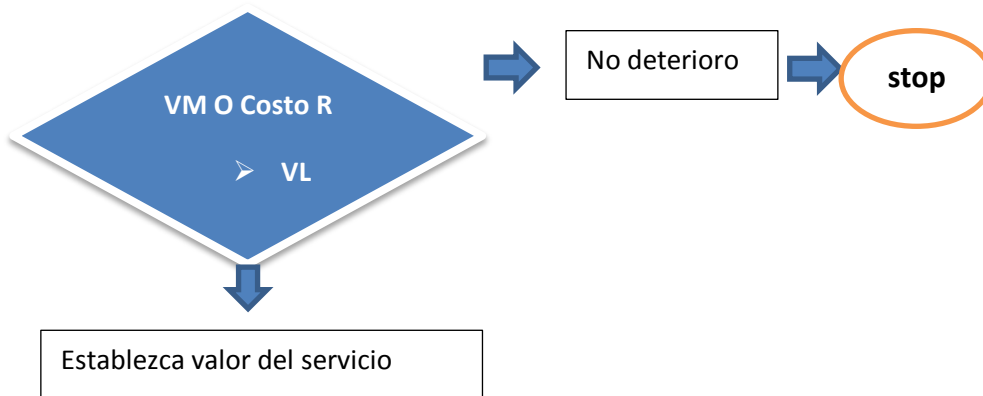 VM O Costo R
➢ VL
No deterioro
stop
Establezca valor del servicio